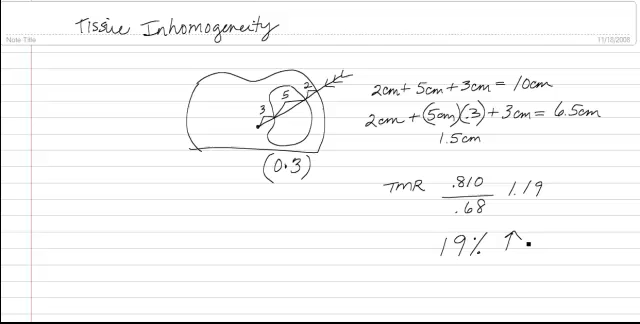 Tissue Inhomogeneity
Note Title
11/18/2008
2
5
3
(0.3)
2cm + 5cm + 3cm = 10cm
2cm + (5cm)(.3) + 3cm = 6.5cm
1.5cm
TMR .810 1.19
.68
19% ↑.